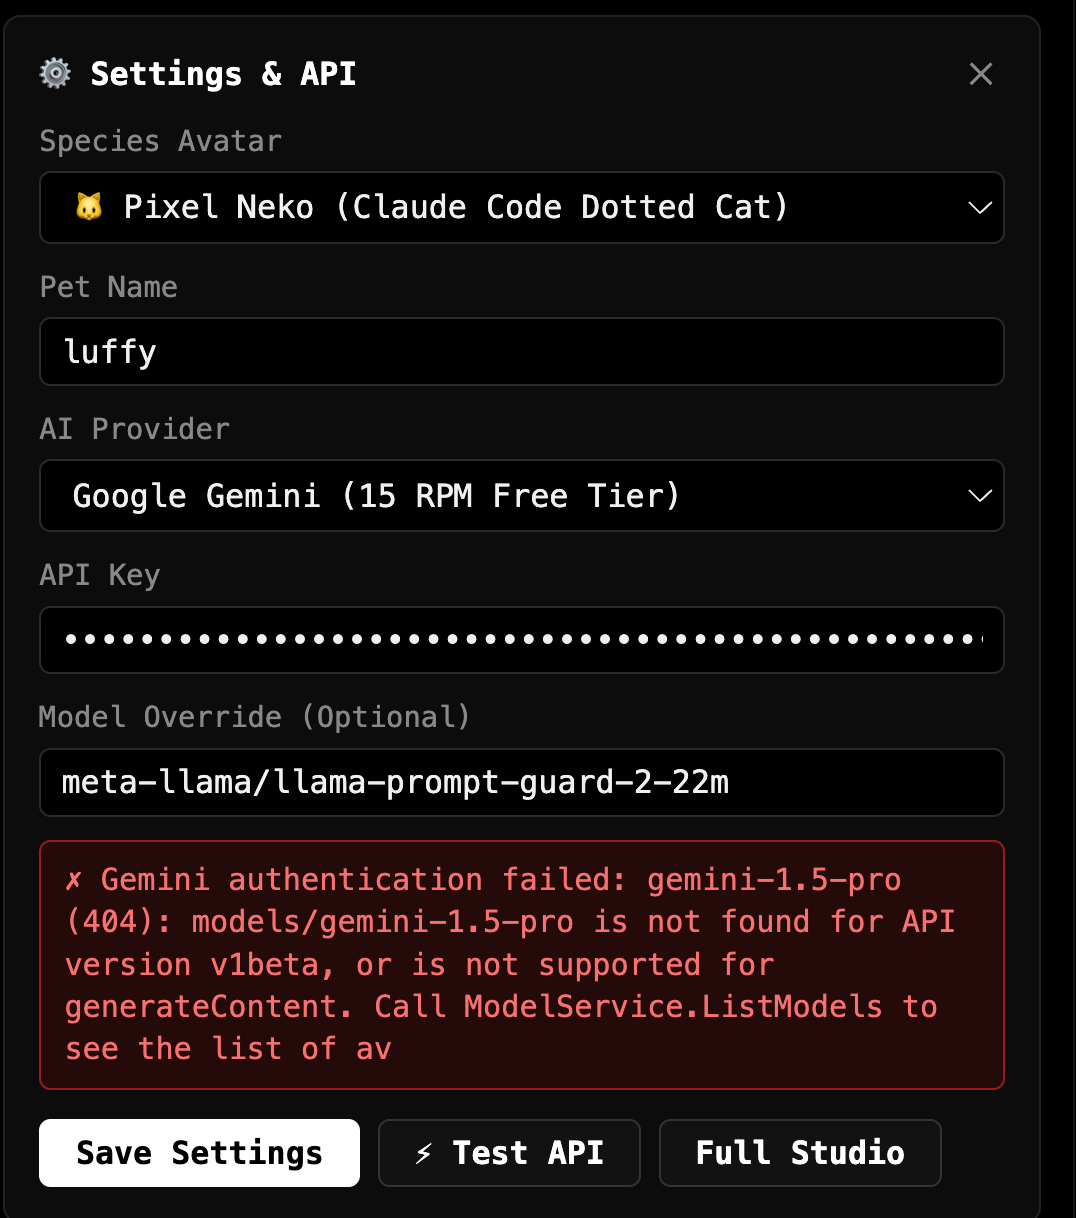 ⚙️ Settings & API
Species Avatar
🐱 Pixel Neko (Claude Code Dotted Cat)
Pet Name
luffy
AI Provider
Google Gemini (15 RPM Free Tier)
API Key
Model Override (Optional)
meta-llama/llama-prompt-guard-2-22m
✗ Gemini authentication failed: gemini-1.5-pro
(404): models/gemini-1.5-pro is not found for API
version v1beta, or is not supported for
generateContent. Call ModelService.ListModels to
see the list of av
Save Settings
⚡ Test API
Full Studio